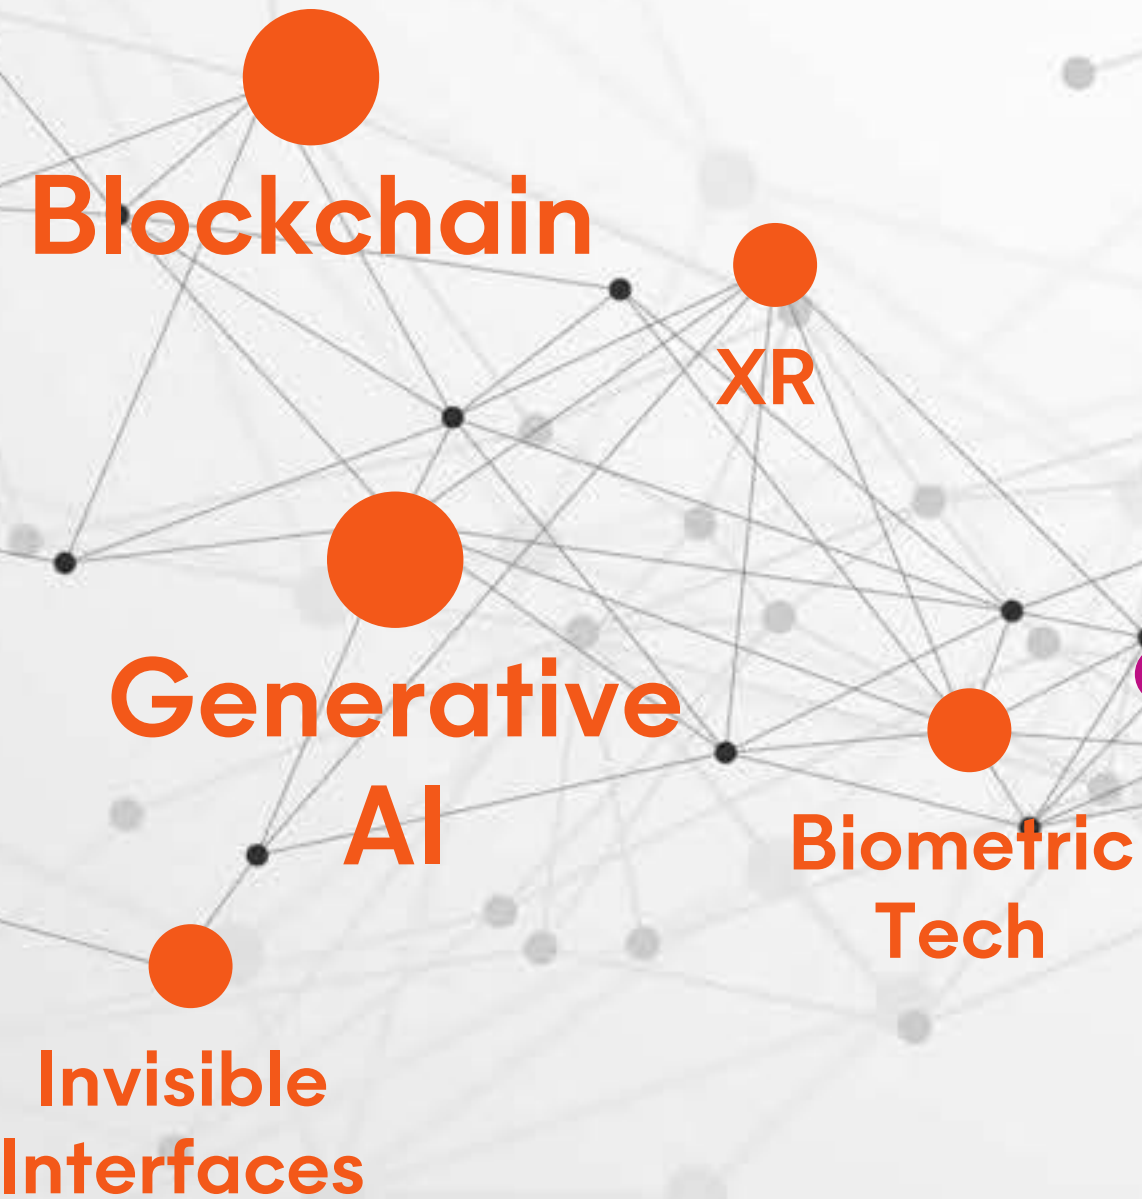 Blockchain
XR
Generative
AI
Biometric
Tech
Invisible
Interfaces